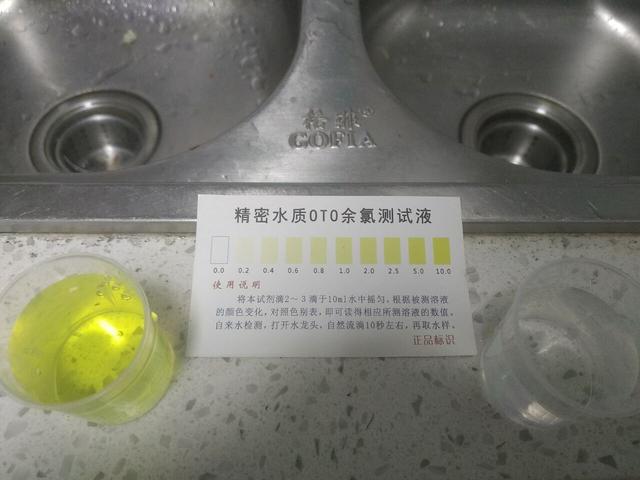 格雅®
GOFIA
精密水质OTO余氯测试液
0.0 0.2 0.4 0.6 0.8 1.0 2.0 2.5 5.0 10.0
使用说明
将本试剂滴2～3滴于10ml水中摇匀，根据被测溶液
的颜色变化，对照色别表，即可读得相应所测溶液的数值。
自来水检测，打开水龙头，自然流淌10秒左右，再取水样。
正品标识